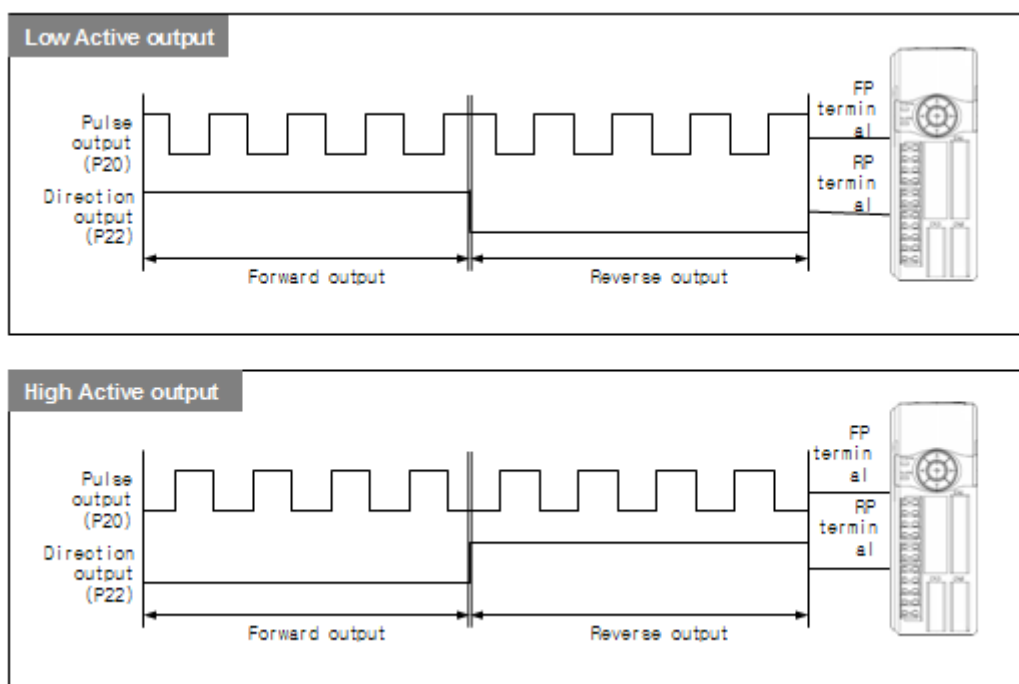 Low Active output
Pulse
output
(P20)
Direction
output
(P22)
Forward output
Reverse output
FP
termin
al
RP
termin
al
High Active output
Pulse
output
(P20)
Direction
output
(P22)
Forward output
Reverse output
FP
termin
al
RP
termin
al